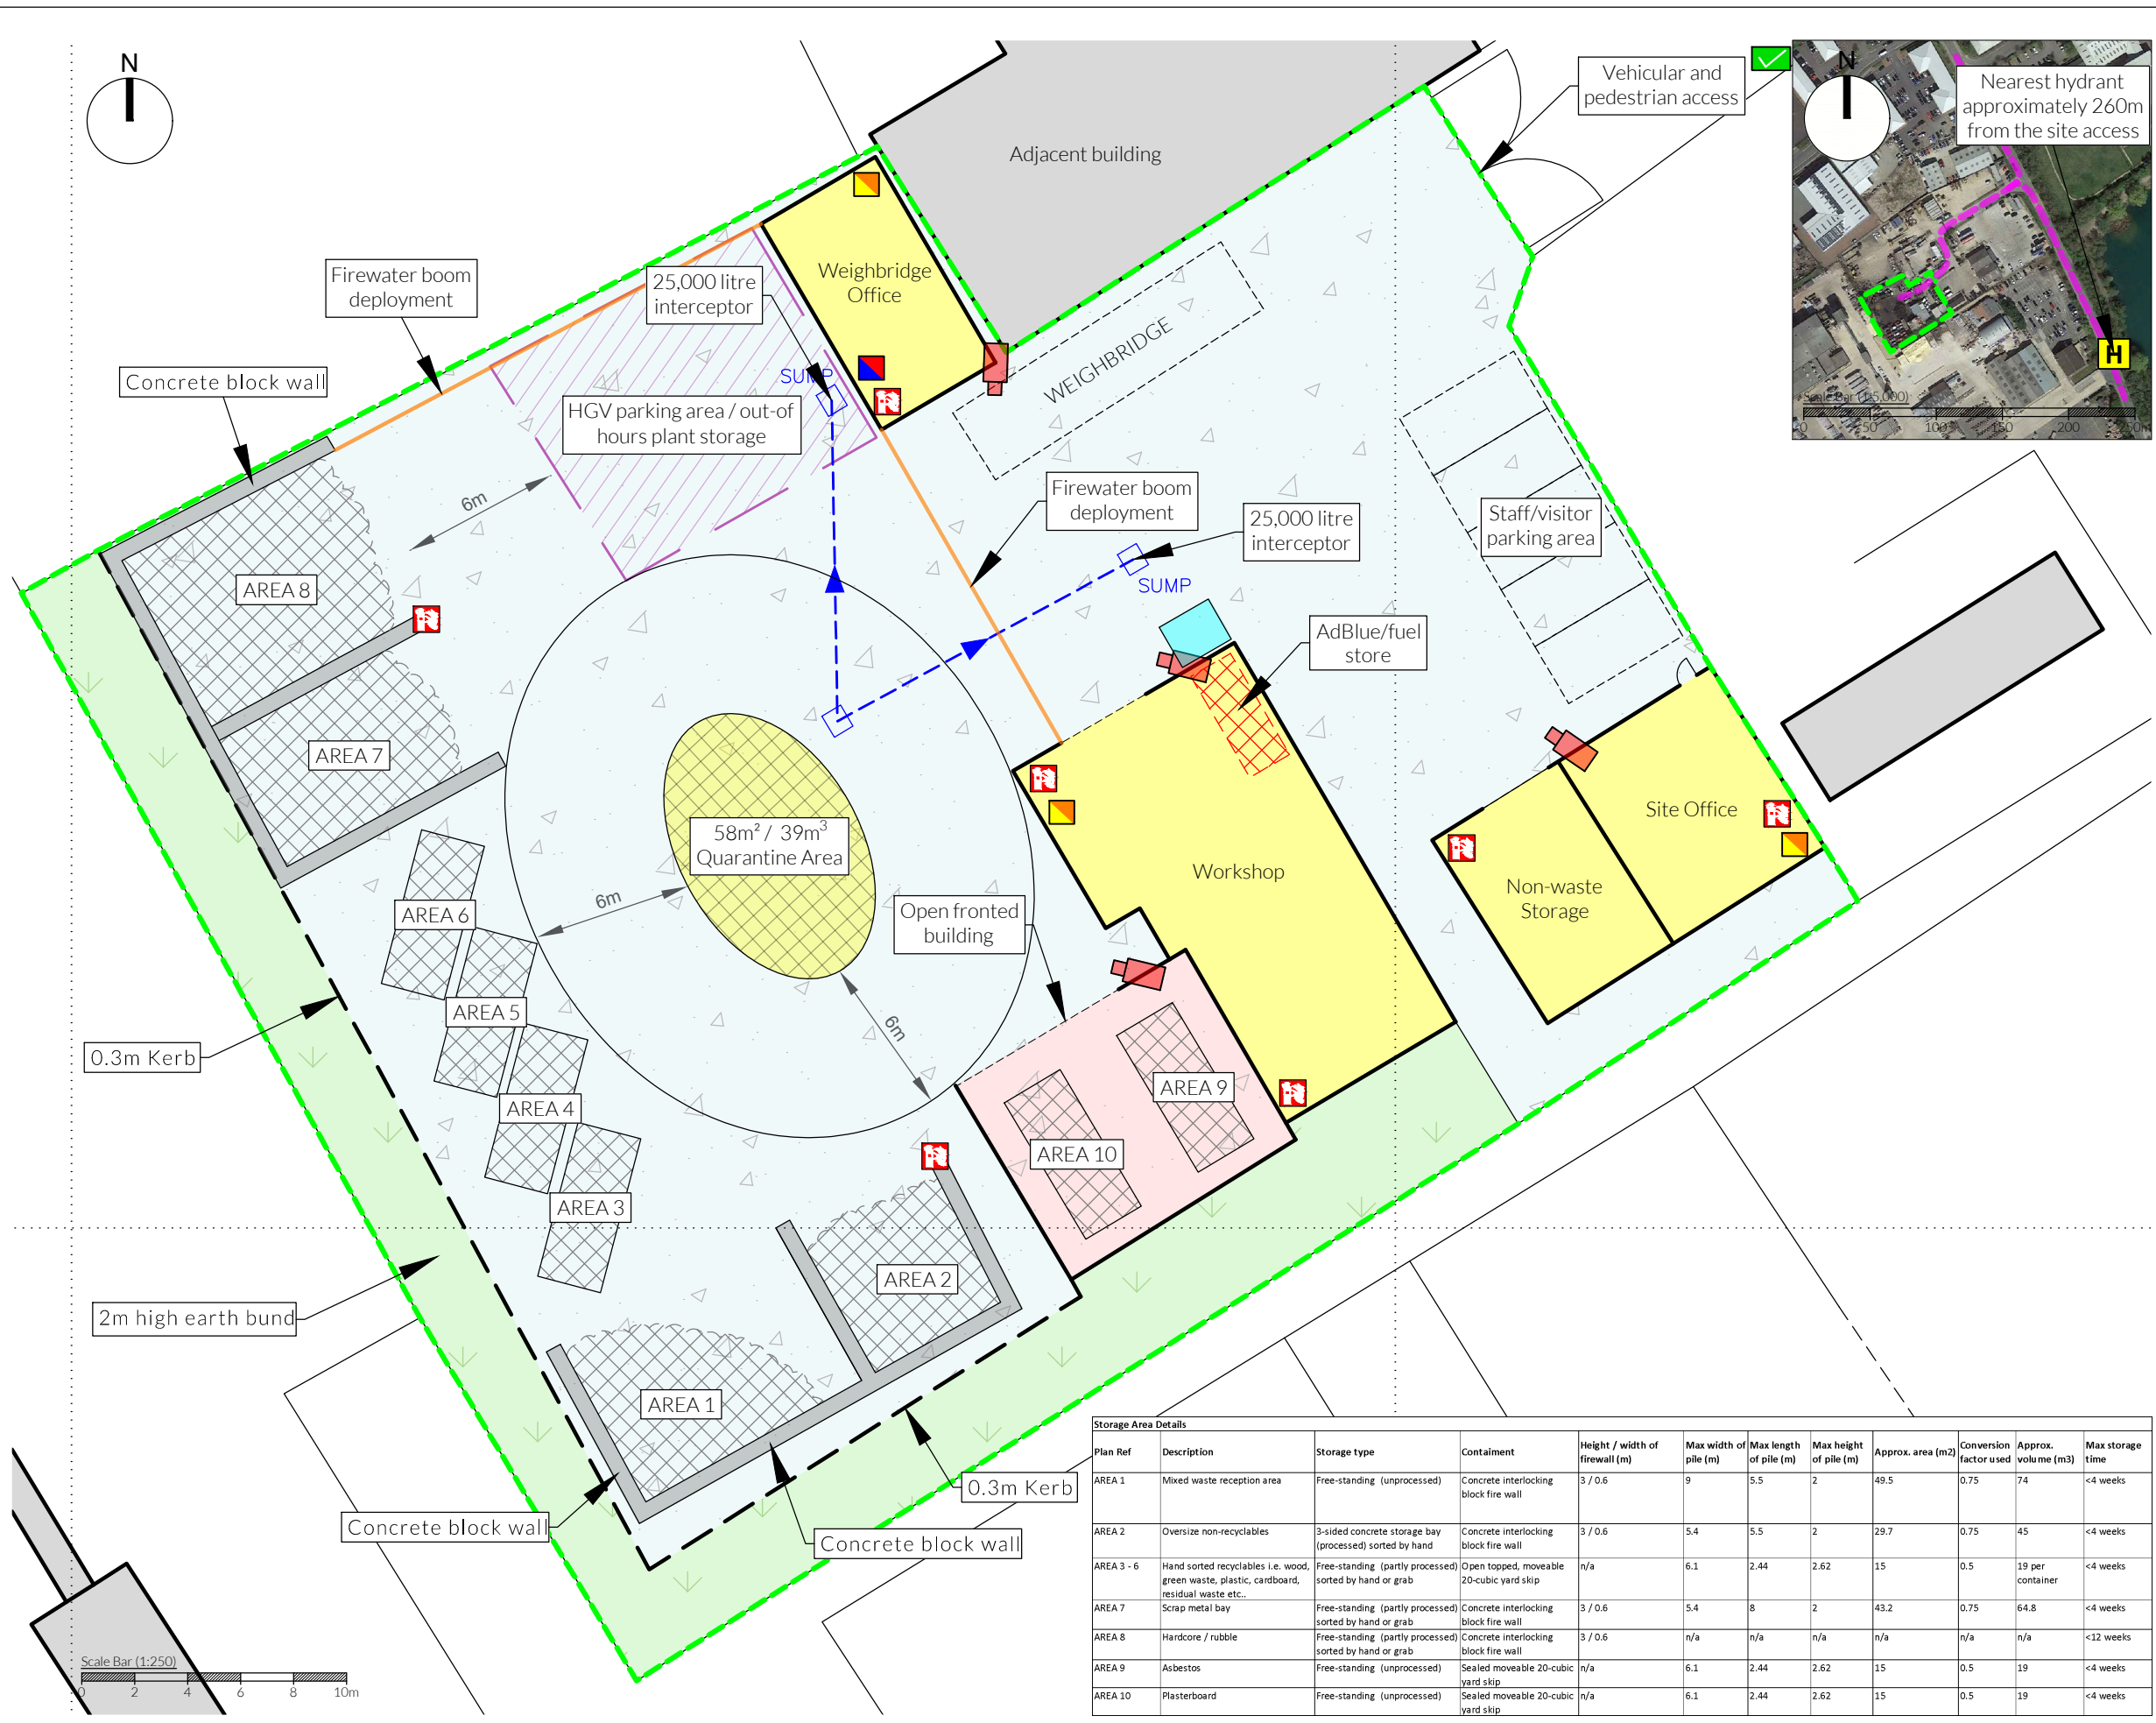 N
Vehicular and
pedestrian access
N
Nearest hydrant
approximately 260m
from the site access
H
Scale Bar (1:5,000)
0 50 100 150 200 250m
Adjacent building
Firewater boom
deployment
25,000 litre
interceptor
Weighbridge
Office
WEIGHBRIDGE
Concrete block wall
SUMP
HGV parking area / out-of
hours plant storage
6m
Firewater boom
deployment
25,000 litre
interceptor
SUMP
Staff/visitor
parking area
AREA 8
AdBlue/fuel
store
AREA 7
58m² / 39m³
Quarantine Area
6m
Site Office
Workshop
Non-waste
Storage
AREA 6
Open fronted
building
AREA 5
6m
0.3m Kerb
AREA 9
AREA 4
AREA 10
AREA 3
AREA 2
2m high earth bund
AREA 1
0.3m Kerb
Concrete block wall
Concrete block wall
Scale Bar (1:250)
0 2 4 6 8 10m
Storage Area Details
Plan Ref Description Storage type Containment Height / width of firewall (m) Max width of pile (m) Max length of pile (m) Max height of pile (m) Approx. area (m2) Conversion factor used Approx. volume (m3) Max storage time
AREA 1 Mixed waste reception area Free-standing (unprocessed) Concrete interlocking block fire wall 3 / 0.6 9 5.5 2 49.5 0.75 74 <4 weeks
AREA 2 Oversize non-recyclables 3-sided concrete storage bay (processed) sorted by hand Concrete interlocking block fire wall 3 / 0.6 5.4 5.5 2 29.7 0.75 45 <4 weeks
AREA 3 - 6 Hand sorted recyclables i.e. wood, green waste, plastic, cardboard, residual waste etc.. Free-standing (partly processed) sorted by hand or grab Open topped, moveable 20-cubic yard skip n/a 6.1 2.44 2.62 15 0.5 19 per container <4 weeks
AREA 7 Scrap metal bay Free-standing (partly processed) sorted by hand or grab Concrete interlocking block fire wall 3 / 0.6 5.4 8 2 43.2 0.75 64.8 <4 weeks
AREA 8 Hardcore / rubble Free-standing (partly processed) sorted by hand or grab Concrete interlocking block fire wall 3 / 0.6 n/a n/a n/a n/a n/a n/a <12 weeks
AREA 9 Asbestos Free-standing (unprocessed) Sealed moveable 20-cubic yard skip n/a 6.1 2.44 2.62 15 0.5 19 <4 weeks
AREA 10 Plasterboard Free-standing (unprocessed) Sealed moveable 20-cubic yard skip n/a 6.1 2.44 2.62 15 0.5 19 <4 weeks